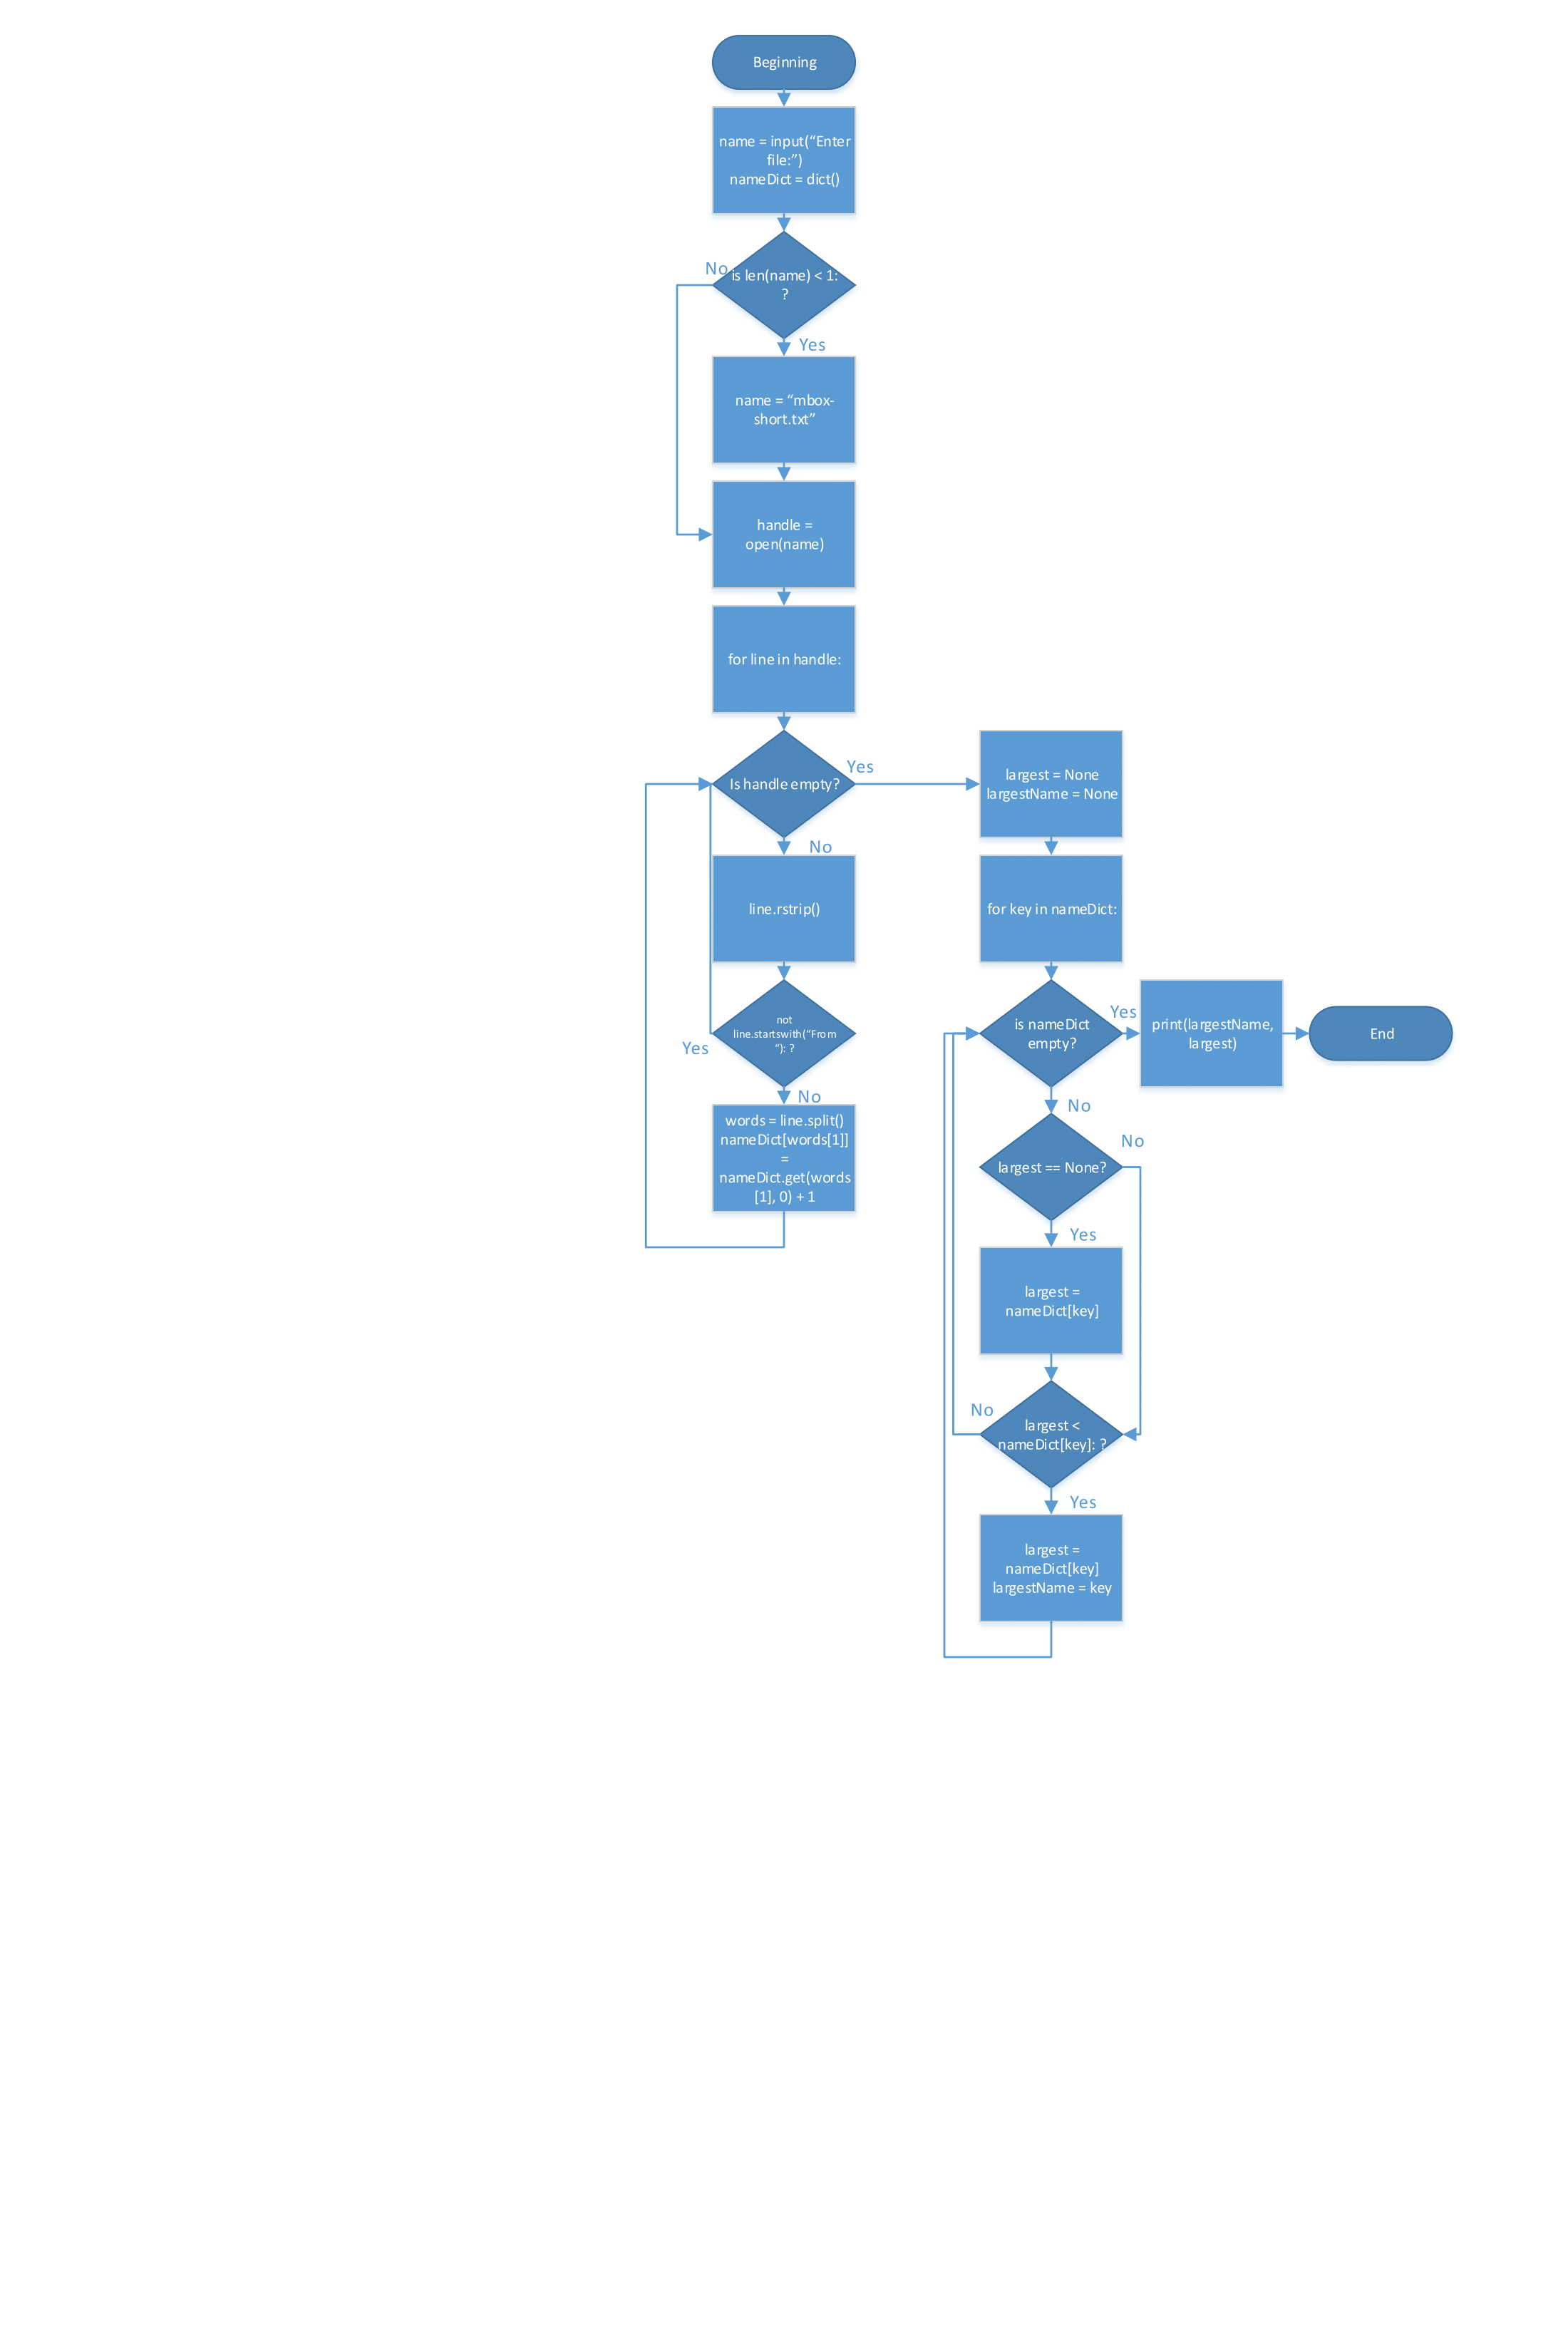 Beginning
name = input(“Enter
file:”)
nameDict = dict()
No
is len(name) < 1:
?
Yes
name = “mbox-
short.txt”
handle =
open(name)
for line in handle:
Is handle empty?
Yes
No
line.rstrip()
not
line.startswith(“From
“): ?
Yes
No
words = line.split()
nameDict[words[1]]
=
nameDict.get(words
[1], 0) + 1
largest = None
largestName = None
for key in nameDict:
is nameDict
empty?
Yes
print(largestName,
largest)
End
No
largest == None?
No
Yes
largest =
nameDict[key]
No
largest <
nameDict[key]: ?
Yes
largest =
nameDict[key]
largestName = key